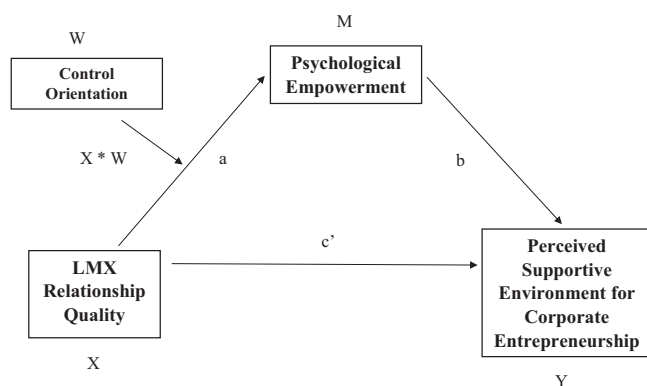 M
W
Control
Orientation
Psychological
Empowerment
X * W
a
b
c’
LMX
Relationship
Quality
Perceived
Supportive
Environment for
Corporate
Entrepreneurship
X
Y